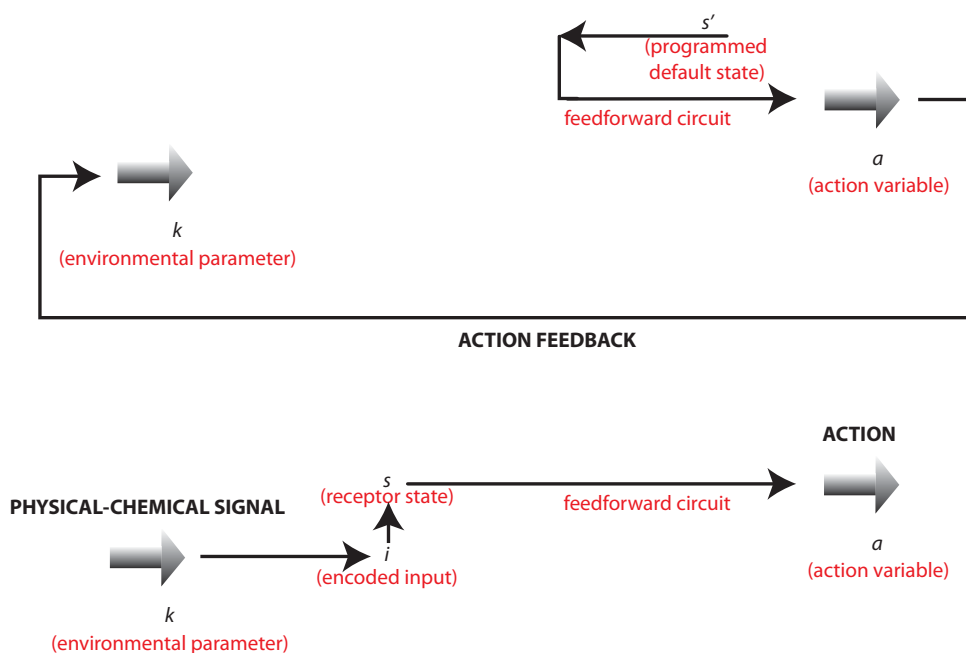 s′
(programmed
default state)
feedforward circuit
a
(action variable)
k
(environmental parameter)
ACTION FEEDBACK
ACTION
s
(receptor state)
feedforward circuit
PHYSICAL-CHEMICAL SIGNAL
i
(encoded input)
a
(action variable)
k
(environmental parameter)